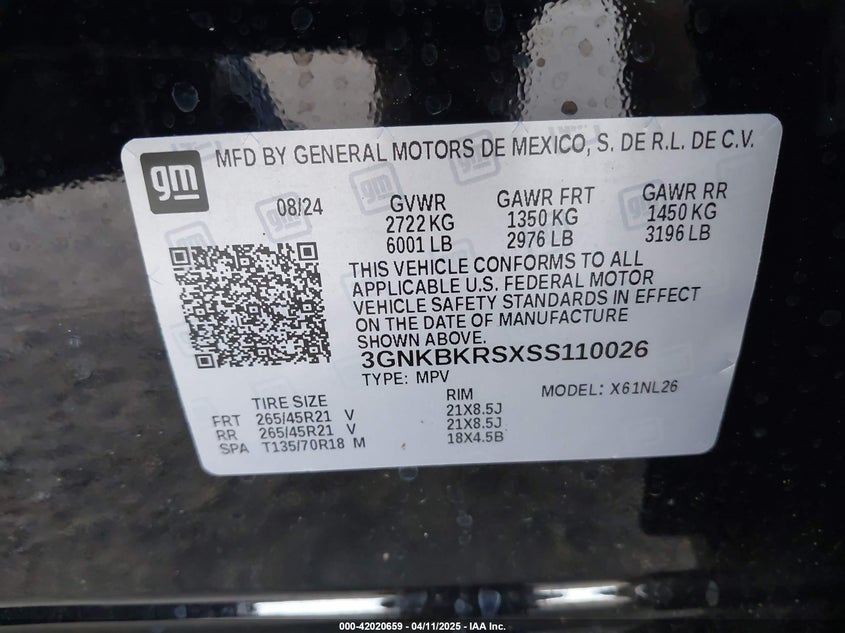 gm
MFD BY GENERAL MOTORS DE MEXICO, S. DE R.L. DE C.V.
08/24 GVWR GAWR FRT GAWR RR
2722 KG 1350 KG 1450 KG
6001 LB 2976 LB 3196 LB
THIS VEHICLE CONFORMS TO ALL
APPLICABLE U.S. FEDERAL MOTOR
VEHICLE SAFETY STANDARDS IN EFFECT
ON THE DATE OF MANUFACTURE
SHOWN ABOVE.
3GNKBKRSXSS110026
TYPE: MPV MODEL: X61NL26
TIRE SIZE RIM
FRT 265/45R21 V 21X8.5J
RR 265/45R21 V 21X8.5J
SPA T135/70R18 M 18X4.5B
000-42020659 - 04/11/2025 - IAA Inc.